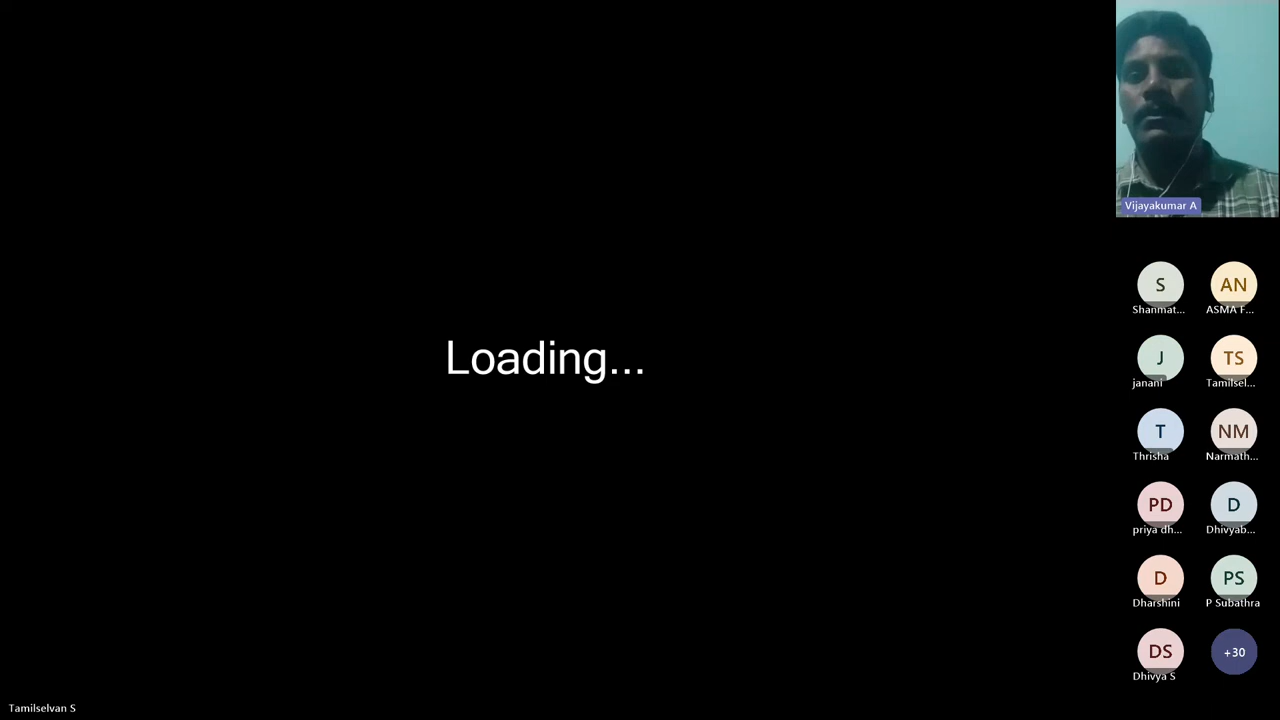 Vijayakumar A
S
AN
Shanmat...
ASMA F...
J
TS
janani
Tamilsel...
T
NM
Thrisha
Narmath...
PD
D
priya dh...
Dhivyab...
D
PS
Dharshini
P Subathra
DS
+30
Dhivya S
Loading...
Tamilselvan S